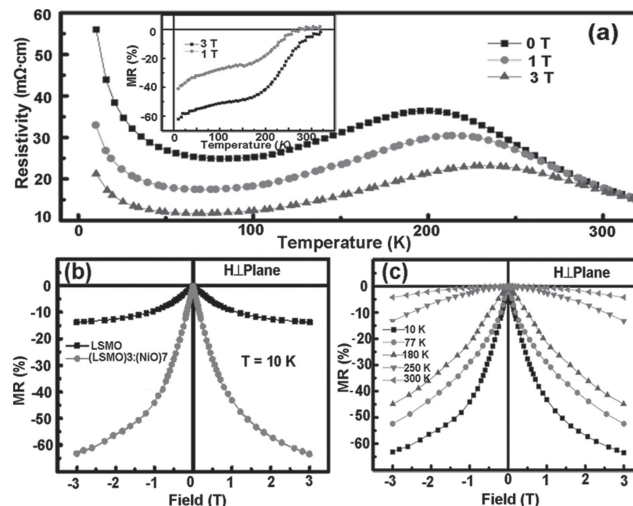 (a)
Resistivity (mΩ·cm)
60
50
40
30
20
10
0
100
200
300
Temperature (K)
0 T
1 T
3 T
MR (%)
0
-20
-40
-60
3 T
1 T
0
100
200
300
Temperature (K)
(b)
H⊥Plane
MR (%)
0
-10
-20
-30
-40
-50
-60
LSMO
(LSMO)3:(NiO)7
T = 10 K
-3
-2
-1
0
1
2
3
Field (T)
(c)
H⊥Plane
MR (%)
0
-10
-20
-30
-40
-50
-60
10 K
77 K
180 K
250 K
300 K
-3
-2
-1
0
1
2
3
Field (T)